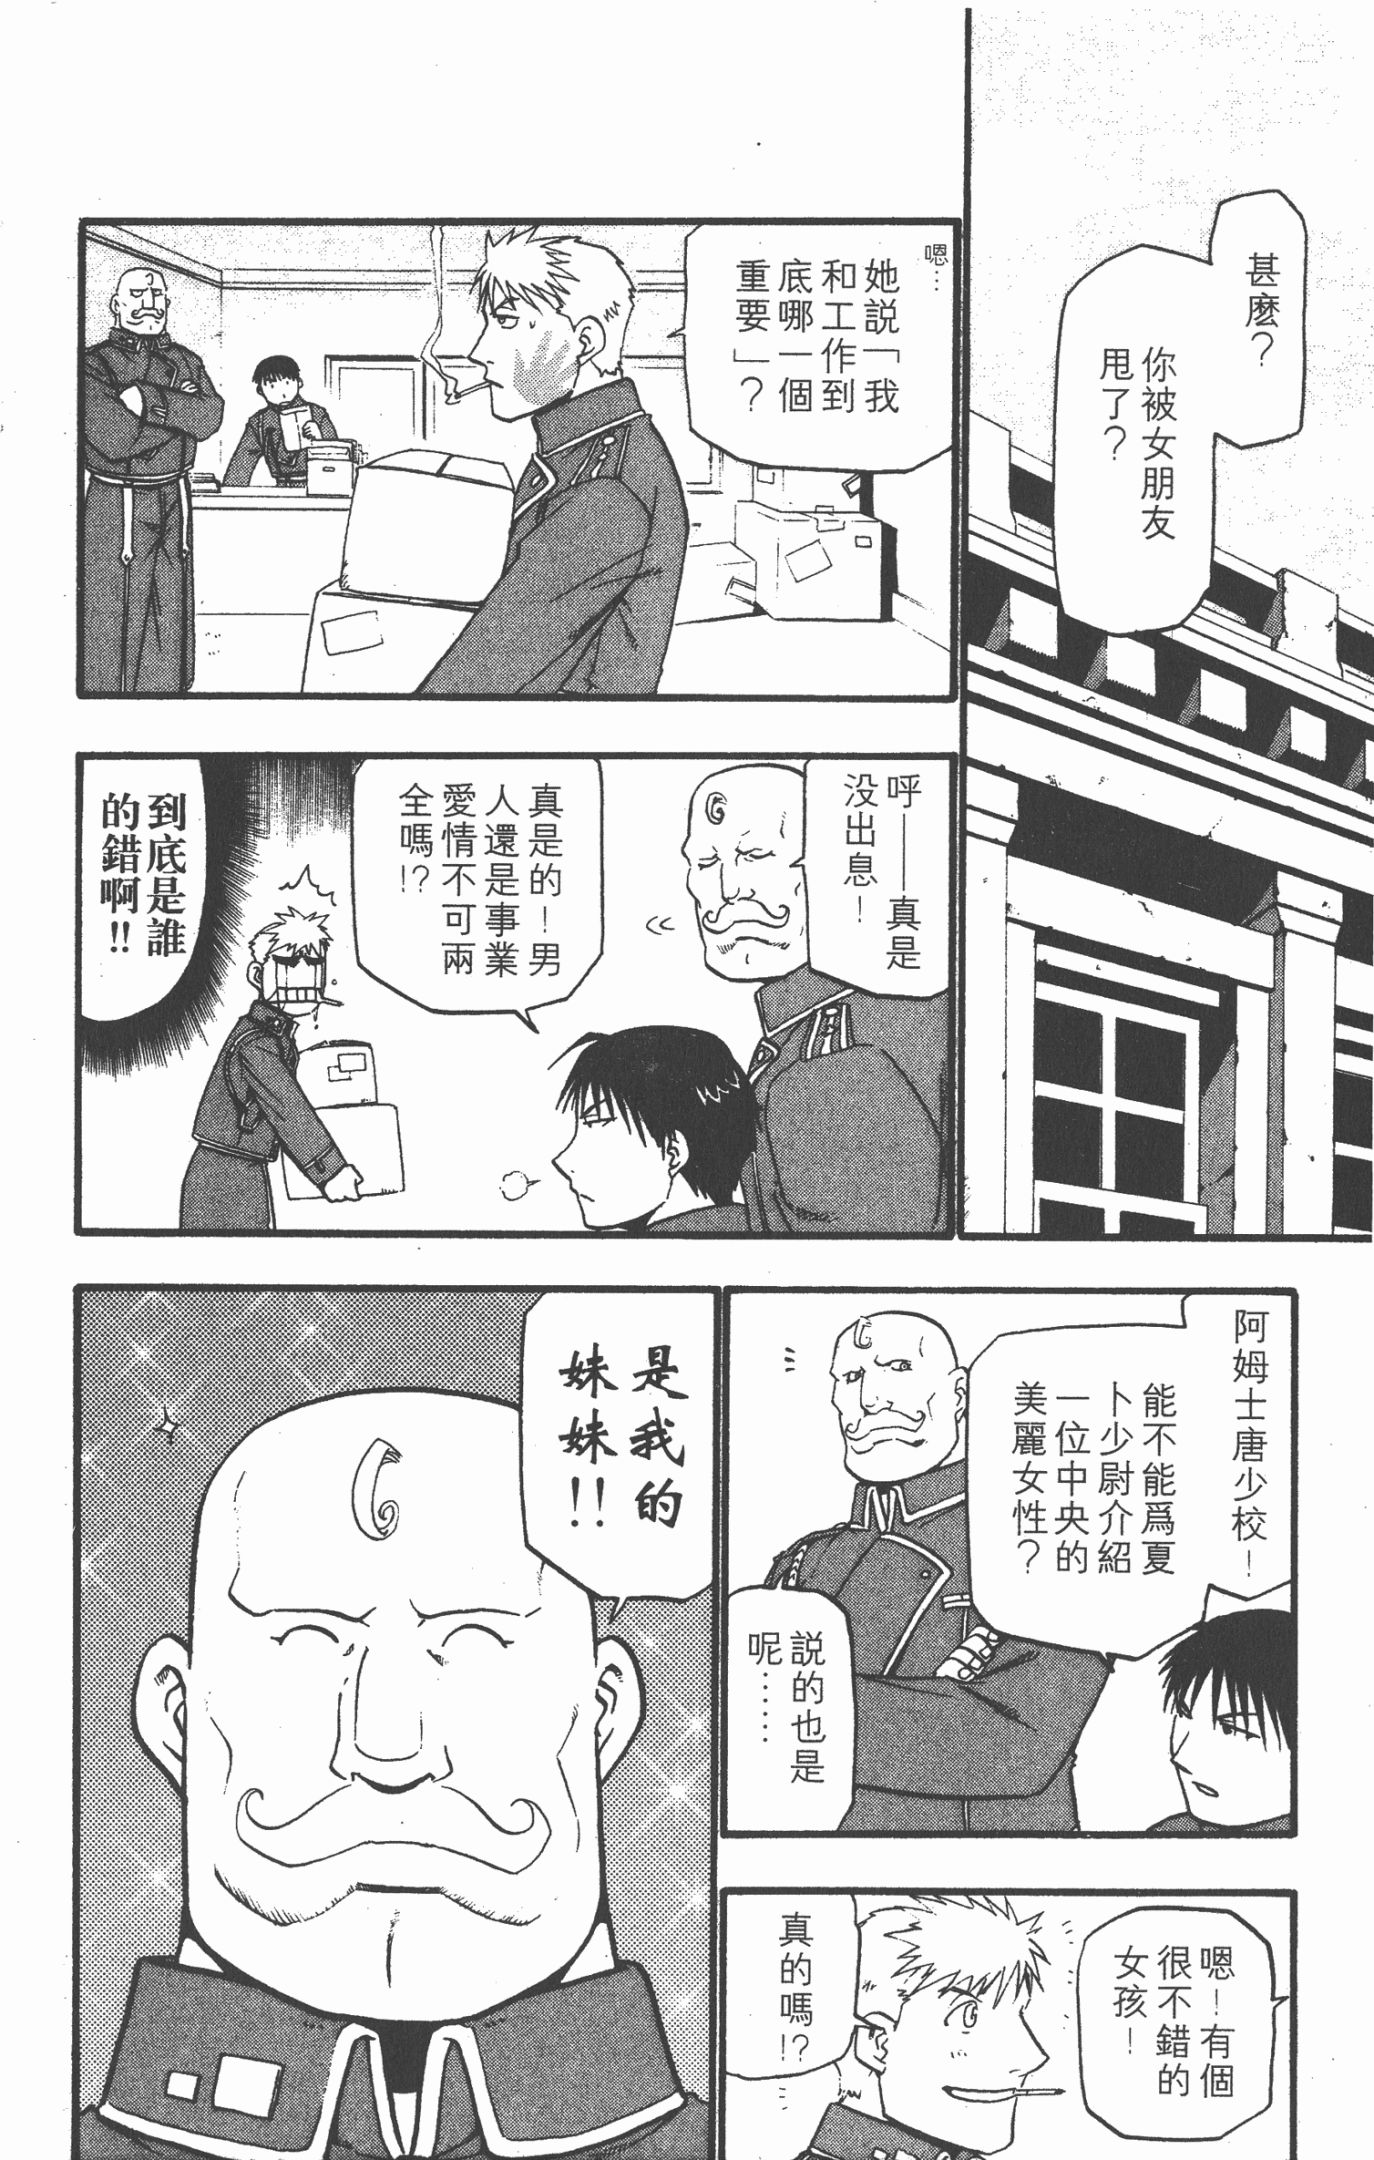 甚麼？
你被女朋友
甩了？
嗯…
她説「我
和工作到
底哪一個
重要」？
呼——真是
没出息！
真是的！男
人還是事業
愛情不可兩
全嗎!?
到底是誰
的錯啊!!
阿姆士唐少校！
能不能爲夏
卜少尉介紹
一位中央的
美麗女性？
説的也是
呢……
嗯！有個
很不錯的
女孩！
真的嗎!?
是我的
妹妹!!